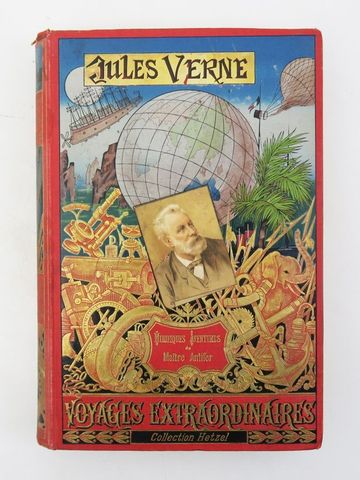 JULES VERNE
Mirifiques Aventures
de
Maître Antifer
VOYAGES EXTRAORDINAIRES
Collection Hetzel